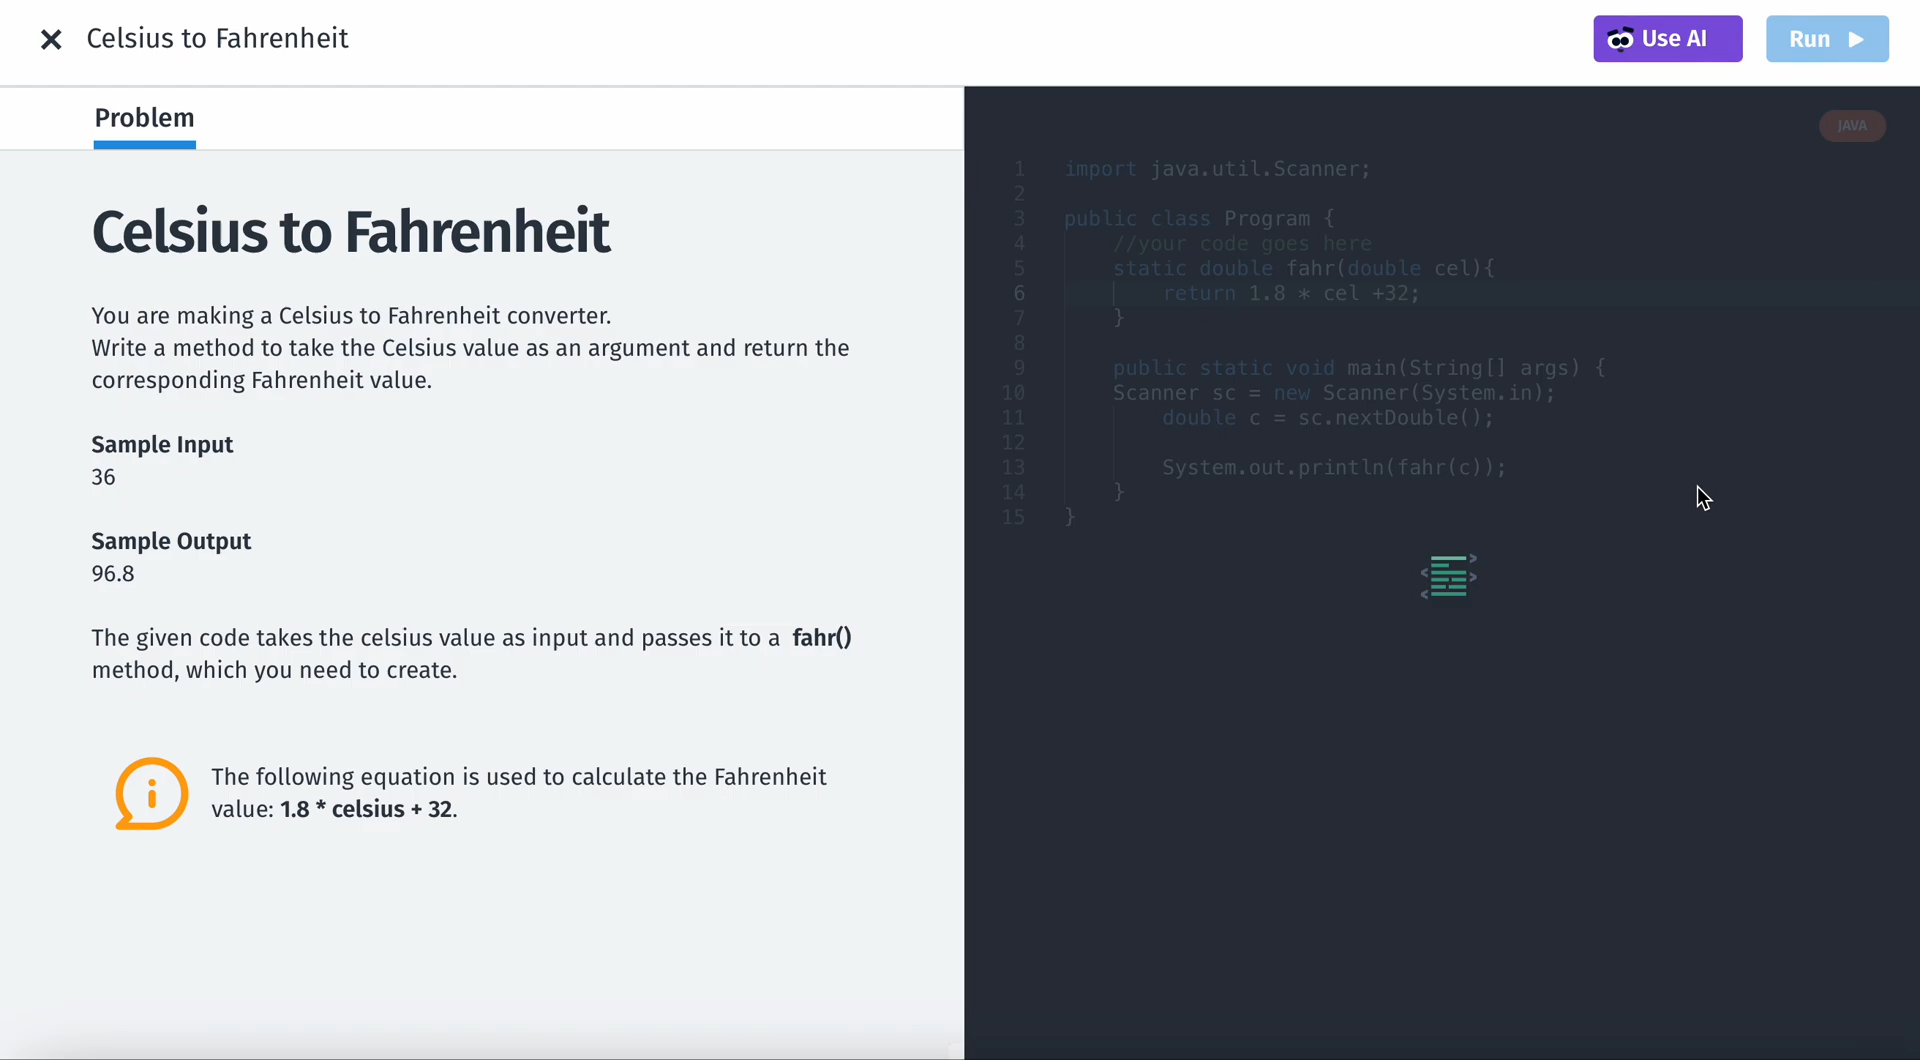 Celsius to Fahrenheit
Use AI
Run
Problem
Celsius to Fahrenheit
You are making a Celsius to Fahrenheit converter.
Write a method to take the Celsius value as an argument and return the
corresponding Fahrenheit value.
Sample Input
36
Sample Output
96.8
The given code takes the celsius value as input and passes it to a fahr()
method, which you need to create.
The following equation is used to calculate the Fahrenheit
value: 1.8 * celsius + 32.
JAVA
1 import java.util.Scanner;
2
3 public class Program {
4 //your code goes here
5 static double fahr(double cel){
6 return 1.8 * cel +32;
7 }
8
9 public static void main(String[] args) {
10 Scanner sc = new Scanner(System.in);
11 double c = sc.nextDouble();
12
13 System.out.println(fahr(c));
14 }
15 }